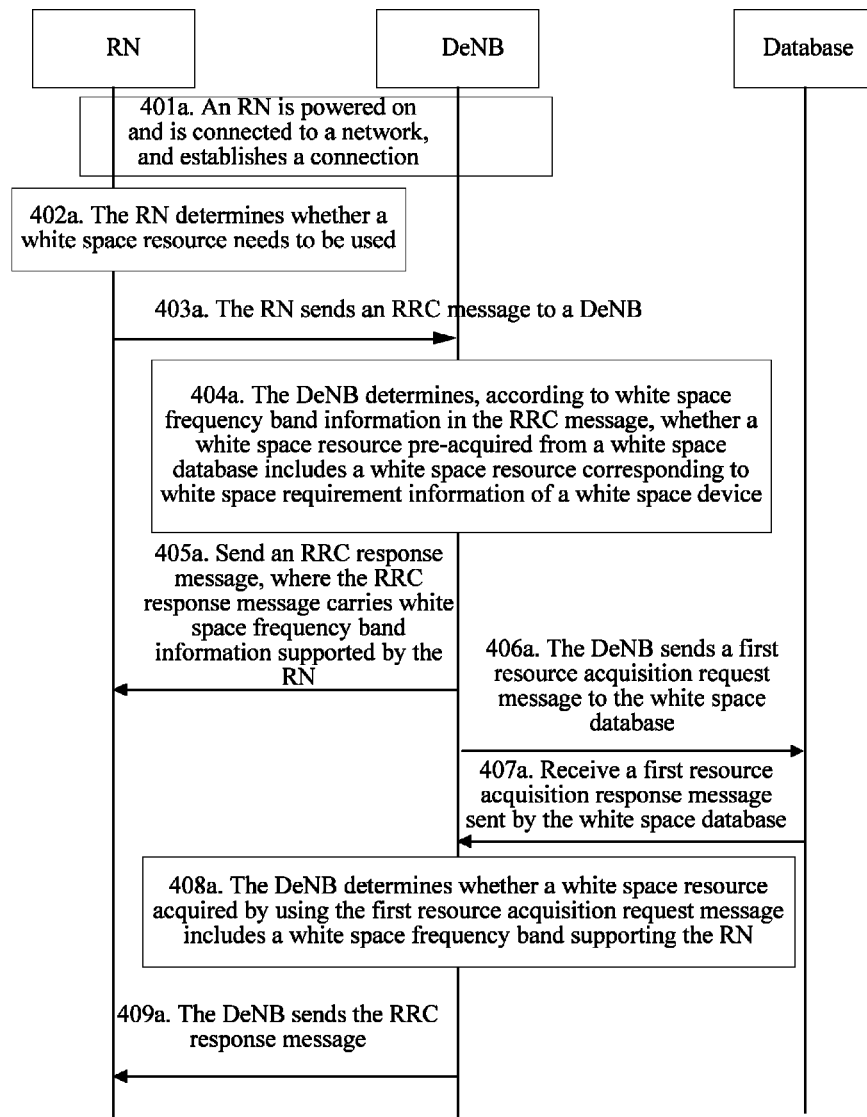 RN
DeNB
Database
401a. An RN is powered on
and is connected to a network,
and establishes a connection
402a. The RN determines whether a
white space resource needs to be used
403a. The RN sends an RRC message to a DeNB
404a. The DeNB determines, according to white space
frequency band information in the RRC message, whether a
white space resource pre-acquired from a white space
database includes a white space resource corresponding to
white space requirement information of a white space device
405a. Send an RRC response
message, where the RRC
response message carries white
space frequency band
information supported by the
RN
406a. The DeNB sends a first
resource acquisition request
message to the white space
database
407a. Receive a first resource
acquisition response message
sent by the white space database
408a. The DeNB determines whether a white space resource
acquired by using the first resource acquisition request message
includes a white space frequency band supporting the RN
409a. The DeNB sends the RRC
response message